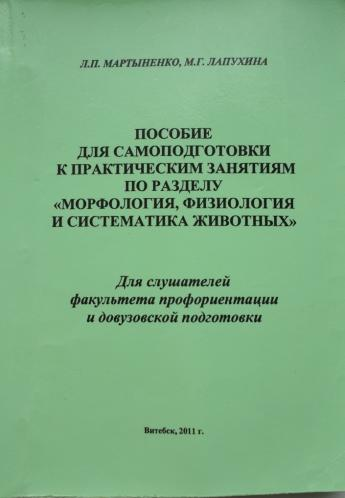 Л.П. МАРТЫНЕНКО, М.Г. ЛАПУХИНА
ПОСОБИЕ
ДЛЯ САМОПОДГОТОВКИ
К ПРАКТИЧЕСКИМ ЗАНЯТИЯМ
ПО РАЗДЕЛУ
«МОРФОЛОГИЯ, ФИЗИОЛОГИЯ
И СИСТЕМАТИКА ЖИВОТНЫХ»
Для слушателей
факультета профориентации
и довузовской подготовки
Витебск, 2011 г.